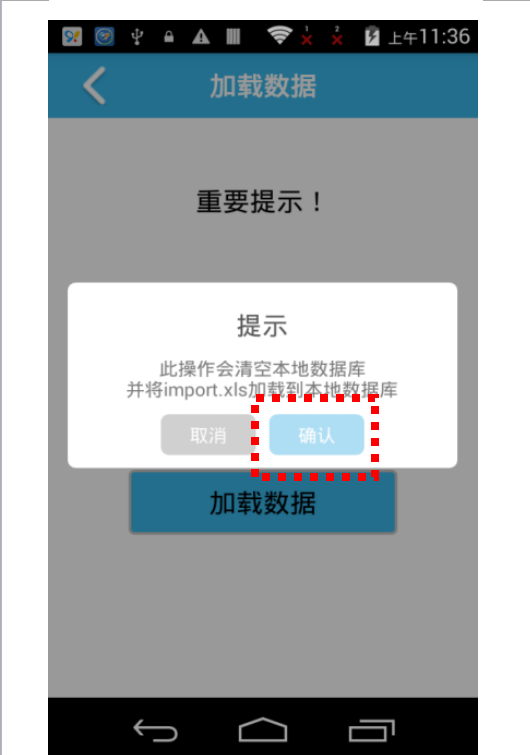 1 2 上午11:36
加载数据
重要提示！
提示
此操作会清空本地数据库
并将import.xls加载到本地数据库
取消 确认
加载数据